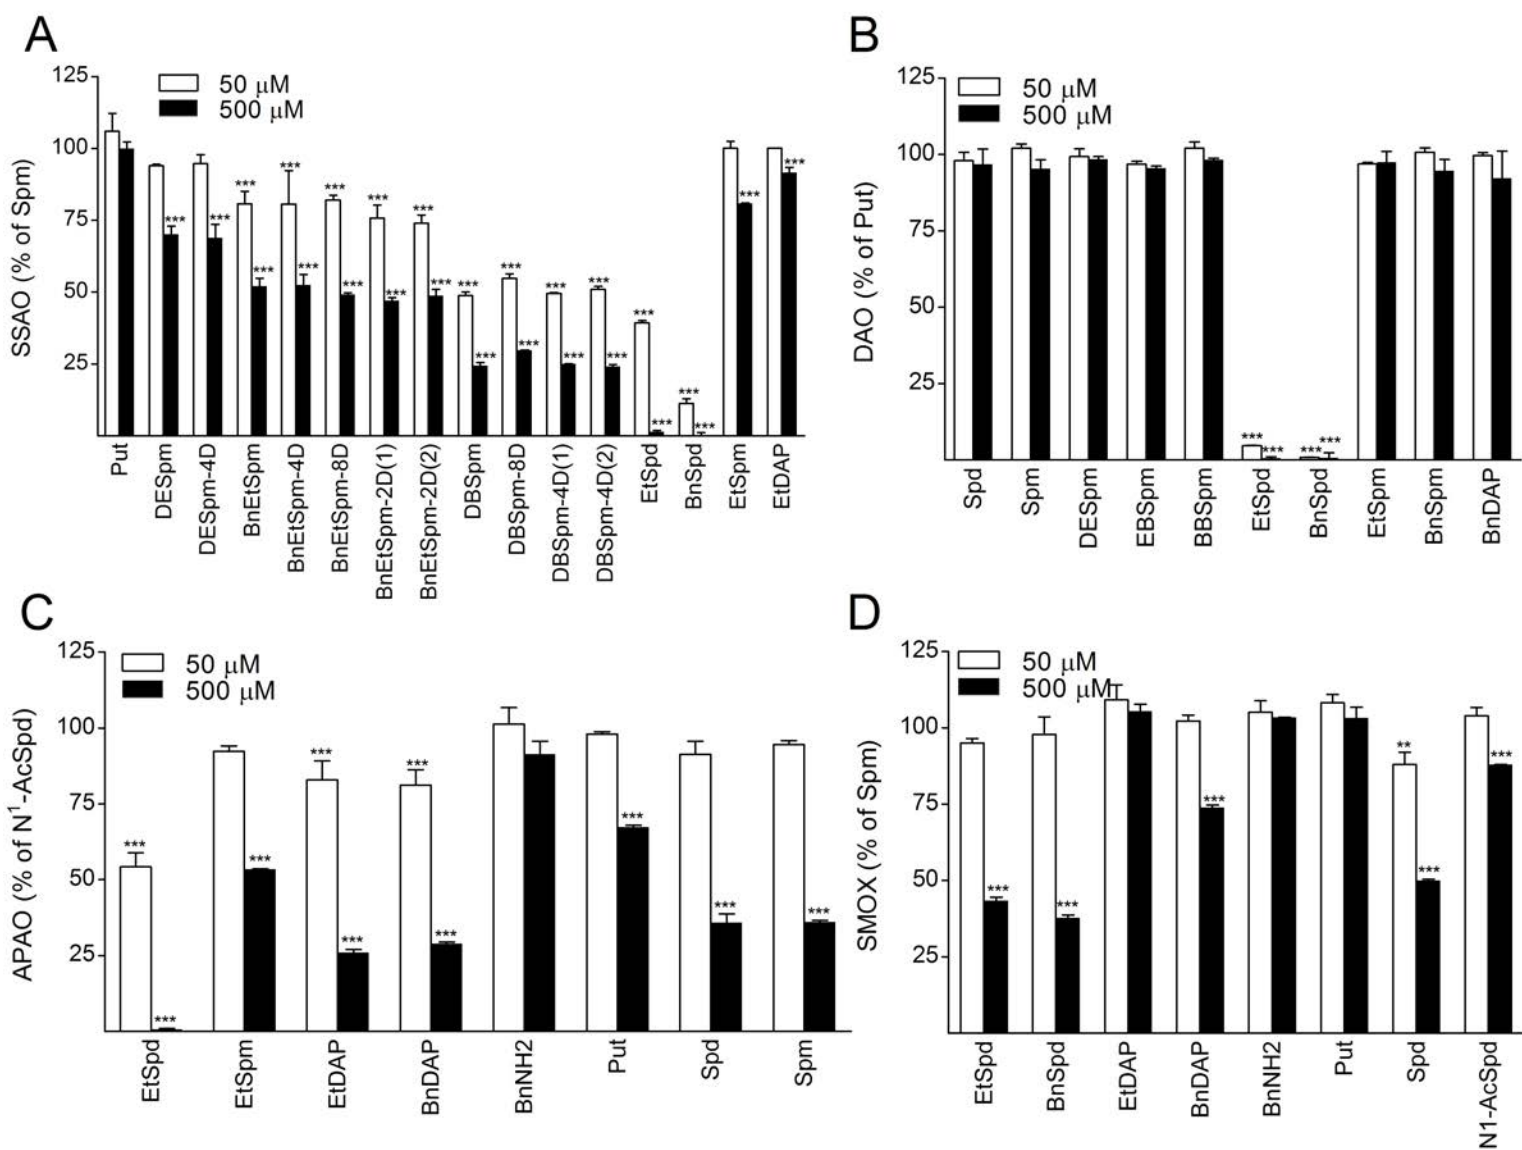 A
50 μM
500 μM
SSAO (% of Spm)
125
100
75
50
25
*** *** *** *** *** *** *** *** *** *** *** *** *** *** *** *** *** *** *** *** *** *** *** *** *** ***
Put
DESpm
DESpm-4D
BnEtSpm
BnEtSpm-4D
BnEtSpm-8D
BnEtSpm-2D(1)
BnEtSpm-2D(2)
DBSpm
DBSpm-8D
DBSpm-4D(1)
DBSpm-4D(2)
EtSpd
BnSpd
EtSpm
EtDAP
B
50 μM
500 μM
DAO (% of Put)
125
100
75
50
25
*** *** *** ***
Spd
Spm
DESpm
EBSpm
BBSpm
EtSpd
BnSpd
EtSpm
BnSpm
BnDAP
C
50 μM
500 μM
APAO (% of N1-AcSpd)
125
100
75
50
25
*** *** *** *** *** *** *** *** *** ***
EtSpd
EtSpm
EtDAP
BnDAP
BnNH2
Put
Spd
Spm
D
50 μM
500 μM
SMOX (% of Spm)
125
100
75
50
25
*** *** *** ** *** ***
EtSpd
BnSpd
EtDAP
BnDAP
BnNH2
Put
Spd
N1-AcSpd